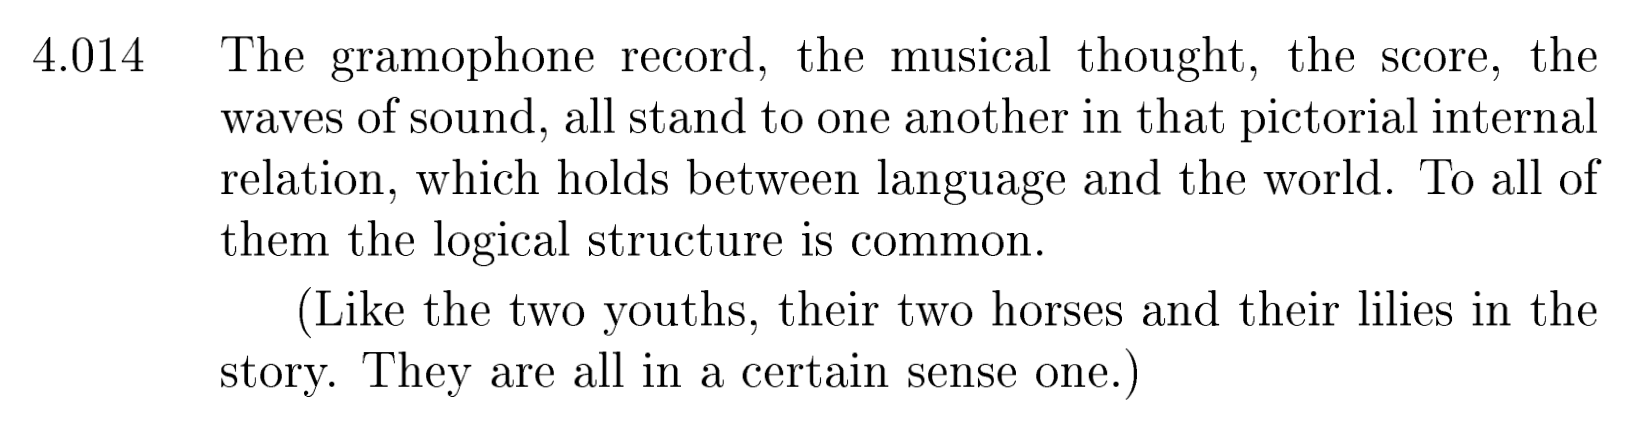 4.014 The gramophone record, the musical thought, the score, the
waves of sound, all stand to one another in that pictorial internal
relation, which holds between language and the world. To all of
them the logical structure is common.
(Like the two youths, their two horses and their lilies in the
story. They are all in a certain sense one.)